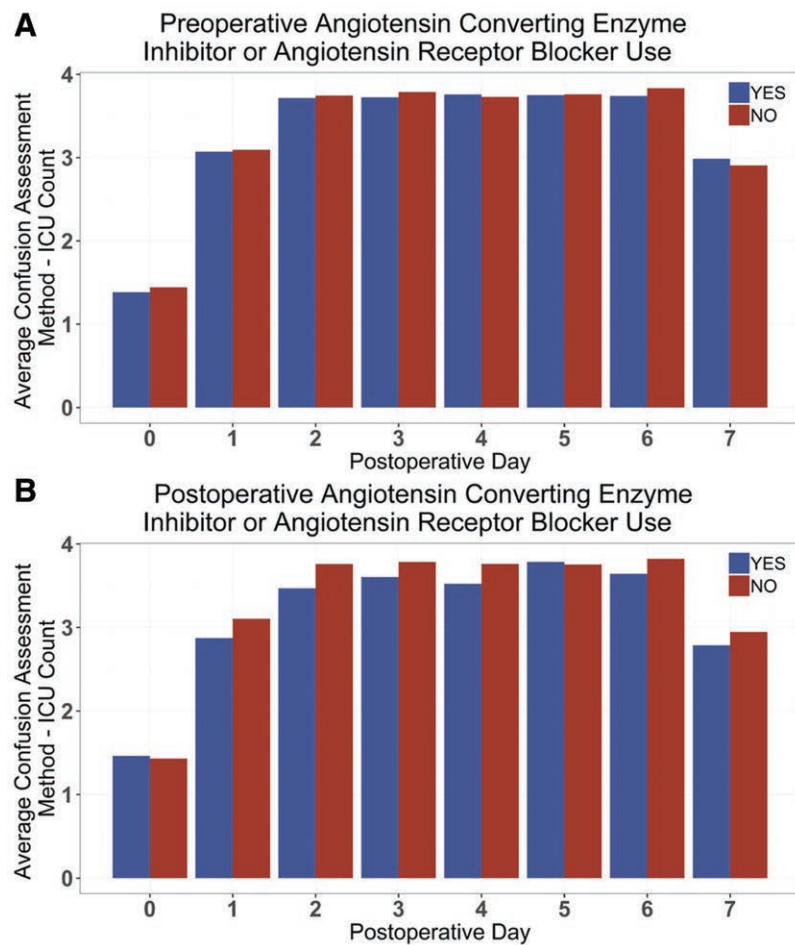 A
Preoperative Angiotensin Converting Enzyme
Inhibitor or Angiotensin Receptor Blocker Use
Average Confusion Assessment
Method - ICU Count
4
3
2
1
0
YES
NO
0 1 2 3 4 5 6 7
Postoperative Day
B
Postoperative Angiotensin Converting Enzyme
Inhibitor or Angiotensin Receptor Blocker Use
Average Confusion Assessment
Method - ICU Count
4
3
2
1
0
YES
NO
0 1 2 3 4 5 6 7
Postoperative Day